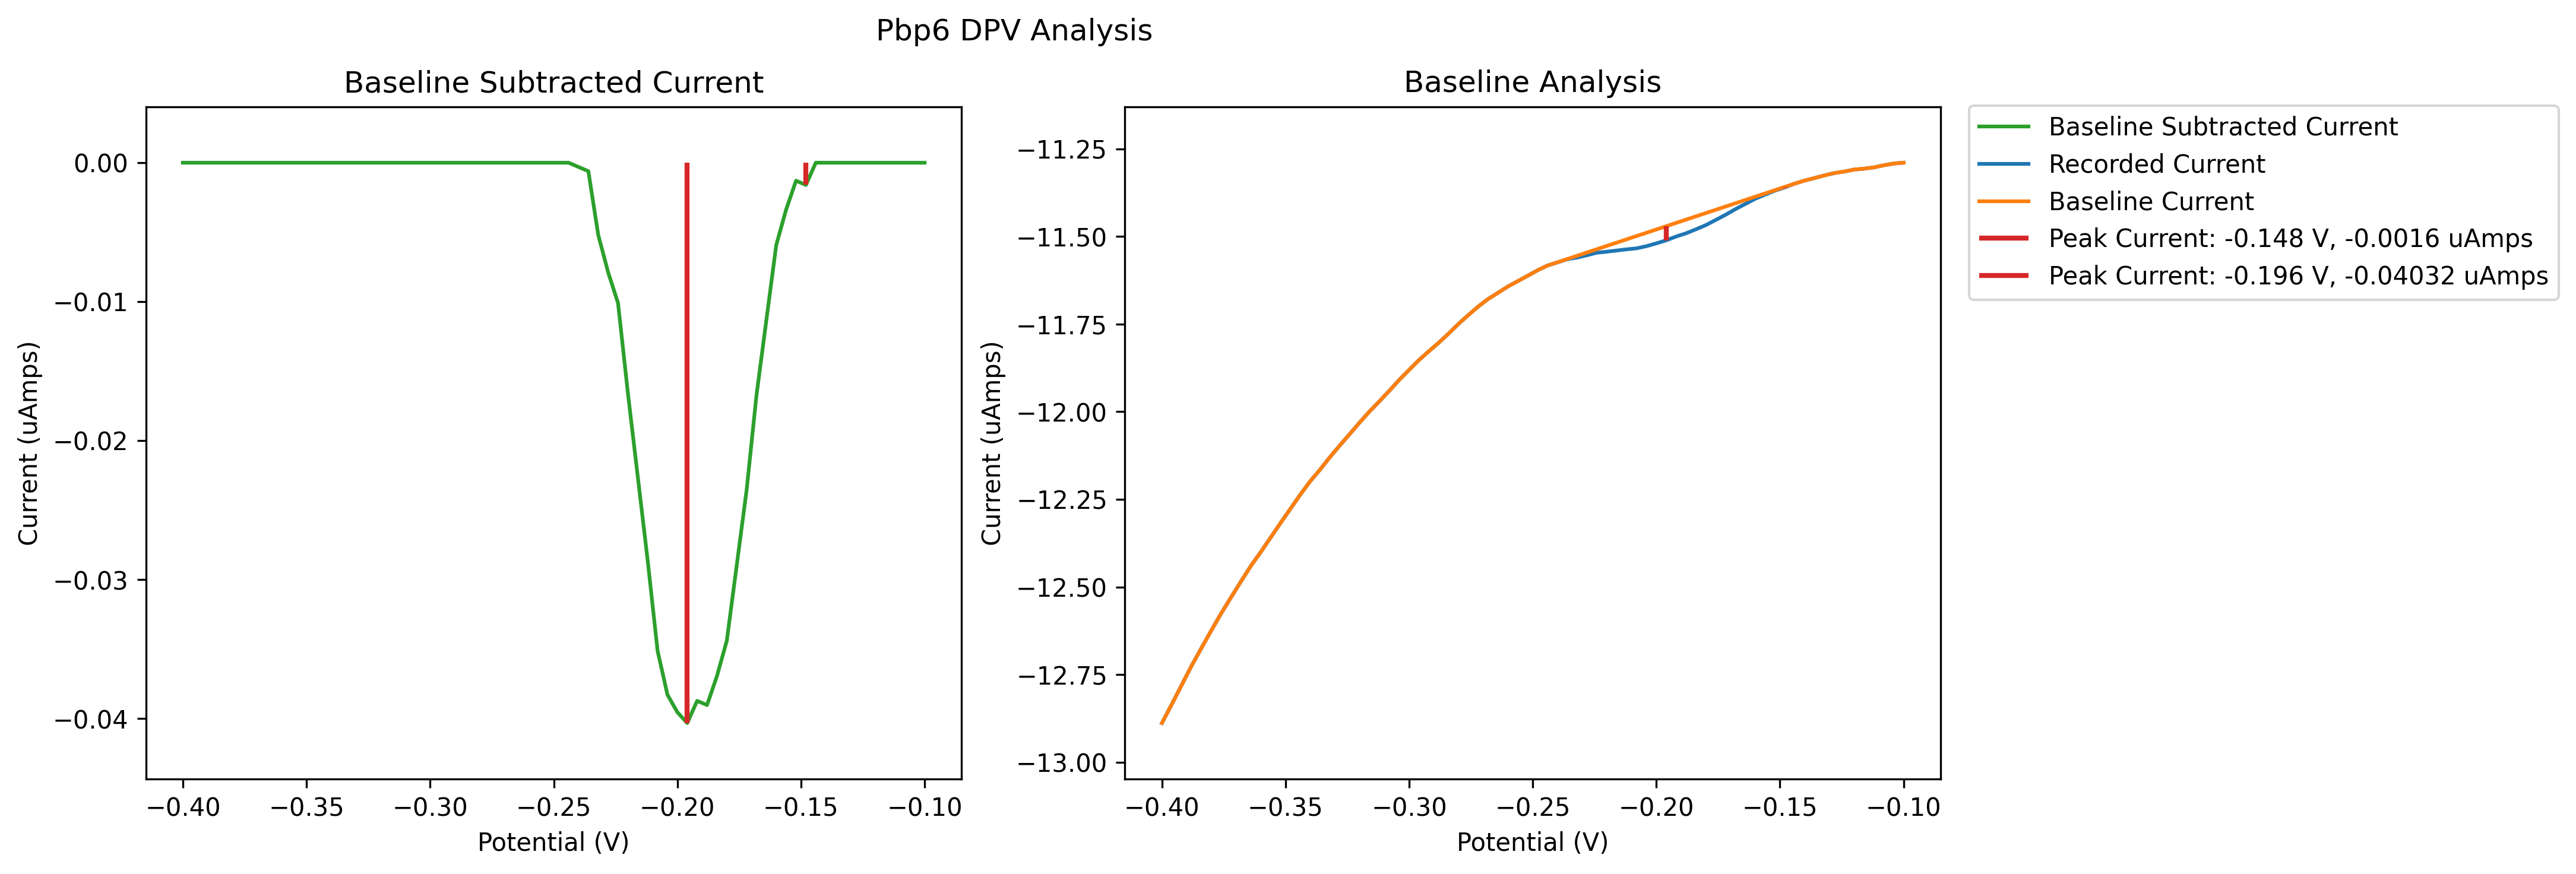 Pbp6 DPV Analysis
Baseline Subtracted Current
0.00
−0.01
−0.02
−0.03
−0.04
Current (uAmps)
−0.40 −0.35 −0.30 −0.25 −0.20 −0.15 −0.10
Potential (V)
Baseline Analysis
−11.25
−11.50
−11.75
−12.00
−12.25
−12.50
−12.75
−13.00
Current (uAmps)
−0.40 −0.35 −0.30 −0.25 −0.20 −0.15 −0.10
Potential (V)
Baseline Subtracted Current
Recorded Current
Baseline Current
Peak Current: -0.148 V, -0.0016 uAmps
Peak Current: -0.196 V, -0.04032 uAmps